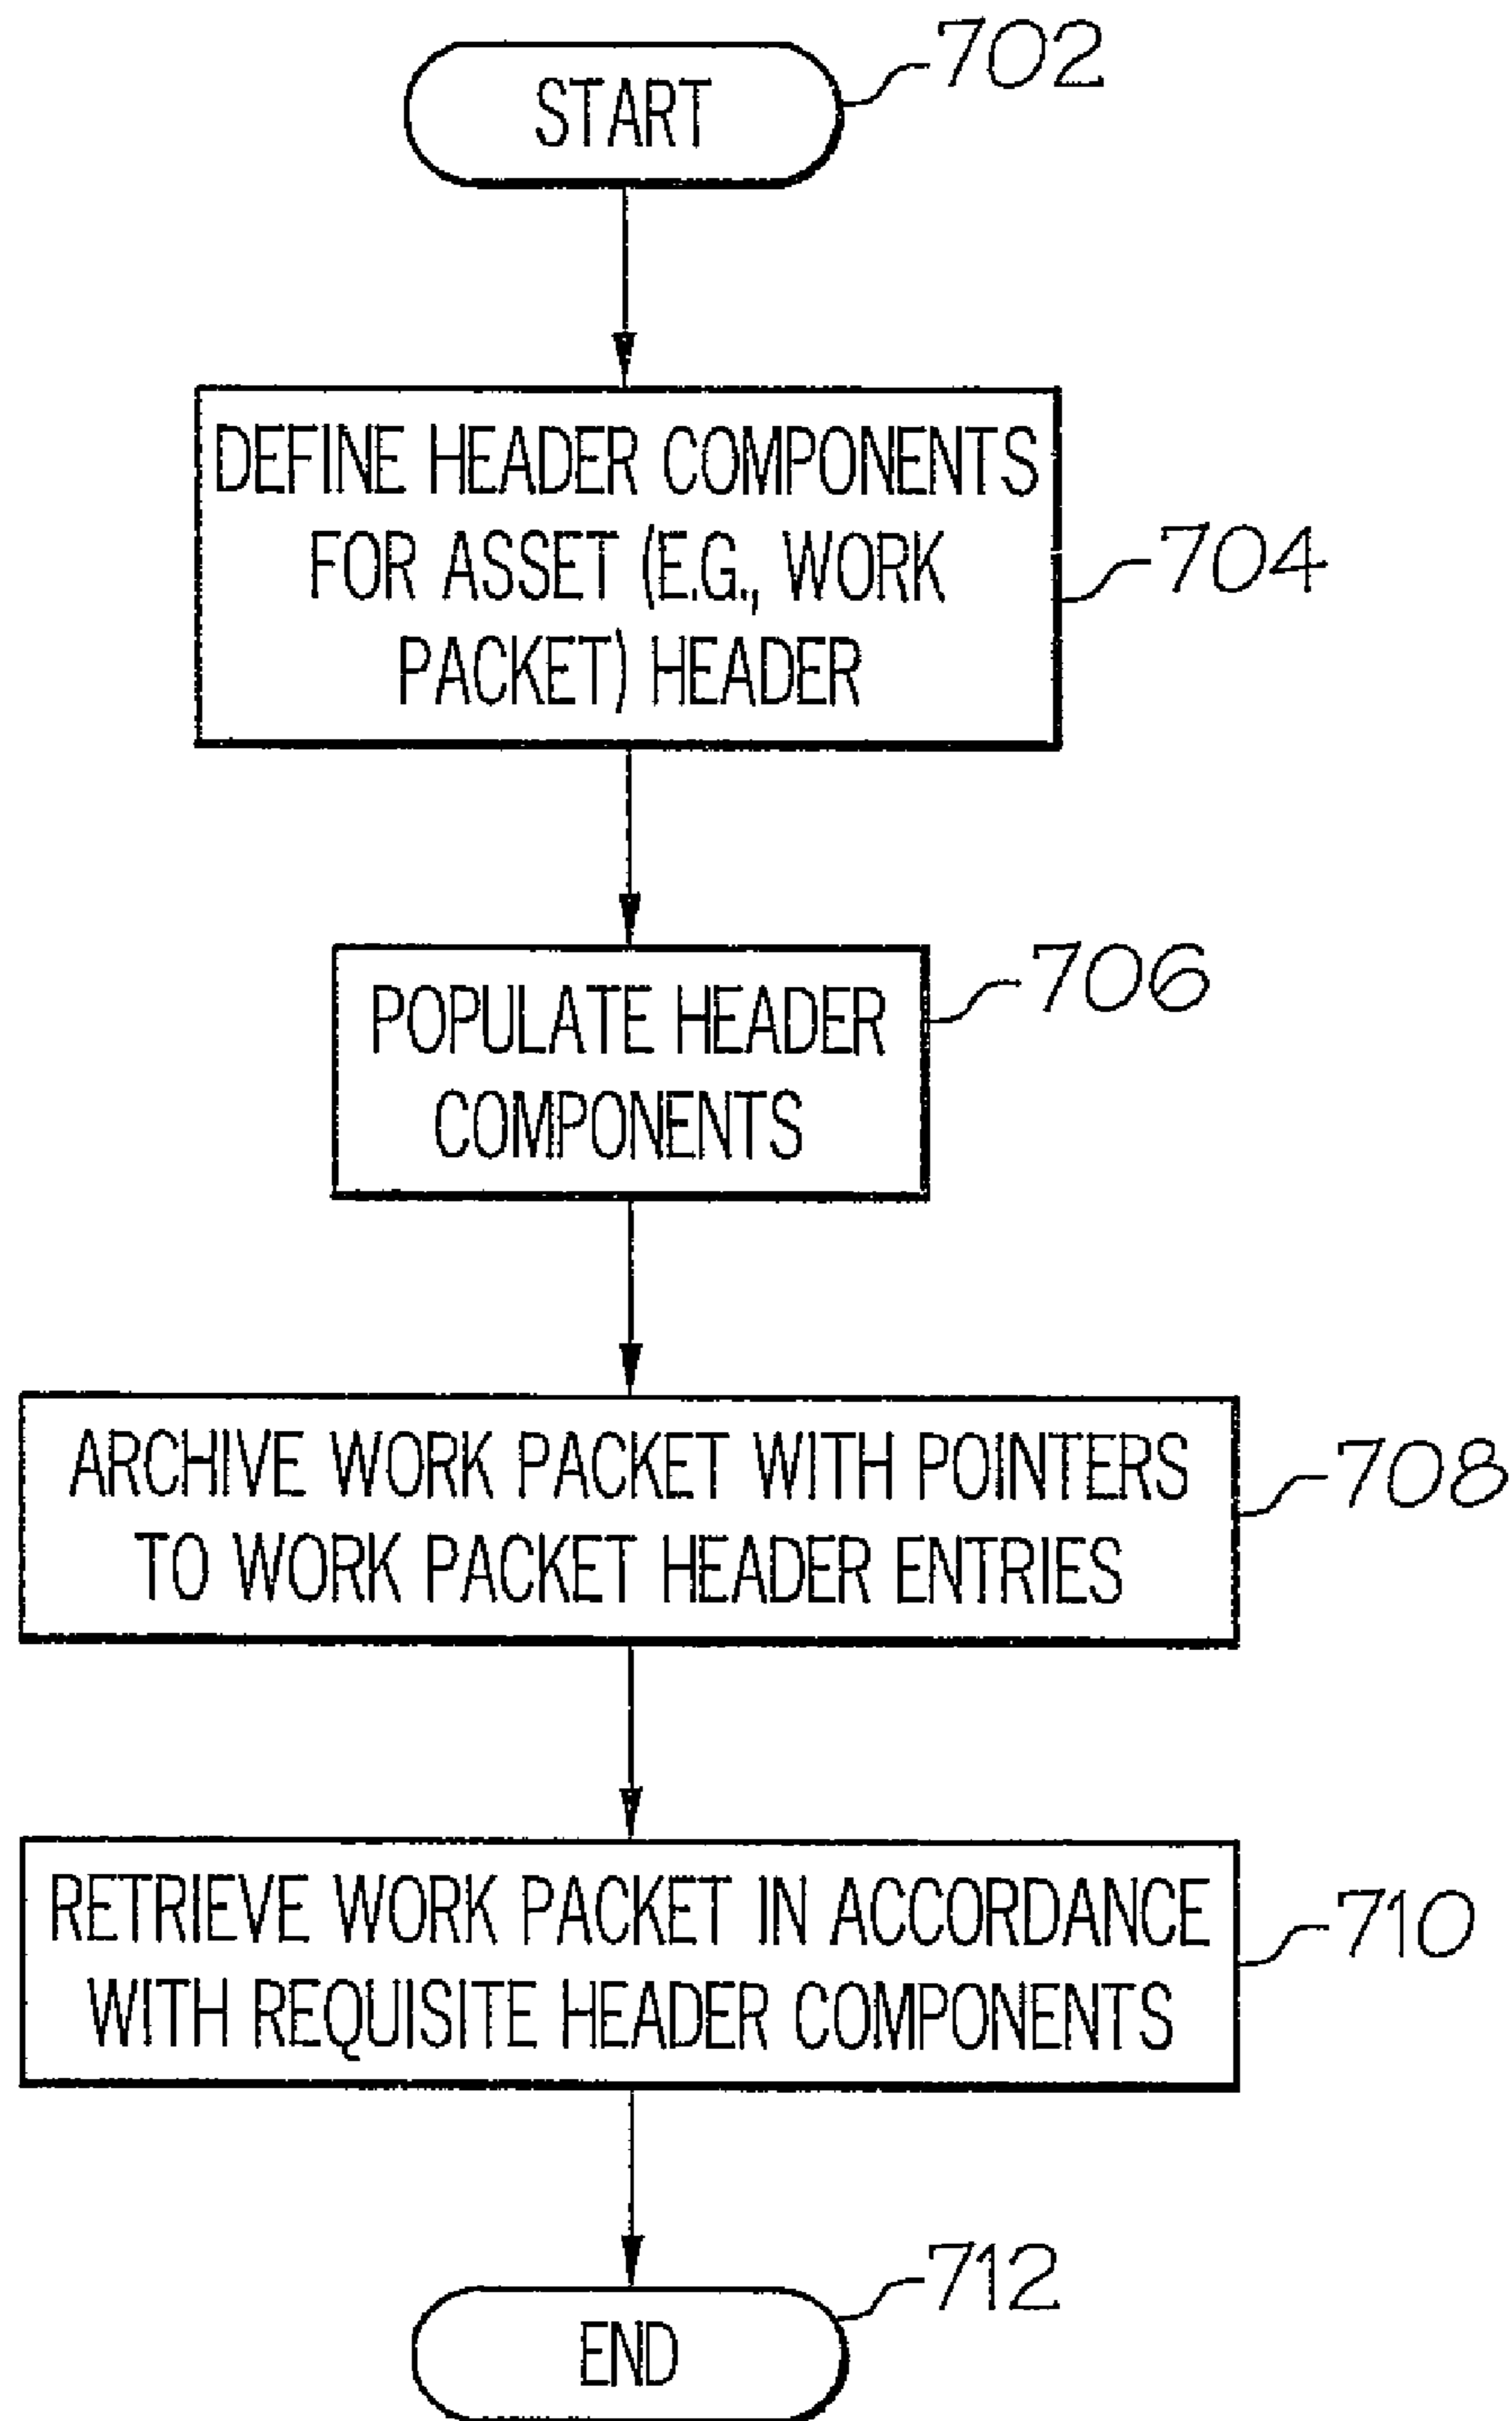 START
702
DEFINE HEADER COMPONENTS
FOR ASSET (E.G., WORK
PACKET) HEADER
704
POPULATE HEADER
COMPONENTS
706
ARCHIVE WORK PACKET WITH POINTERS
TO WORK PACKET HEADER ENTRIES
708
RETRIEVE WORK PACKET IN ACCORDANCE
WITH REQUISITE HEADER COMPONENTS
710
END
712